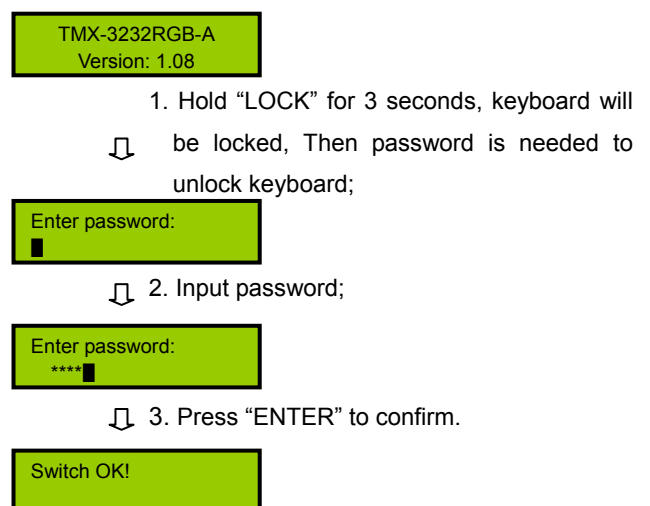 TMX-3232RGB-A
Version: 1.08
1. Hold “LOCK” for 3 seconds, keyboard will
be locked, Then password is needed to
unlock keyboard;
Enter password:
2. Input password;
Enter password:
****
3. Press “ENTER” to confirm.
Switch OK!